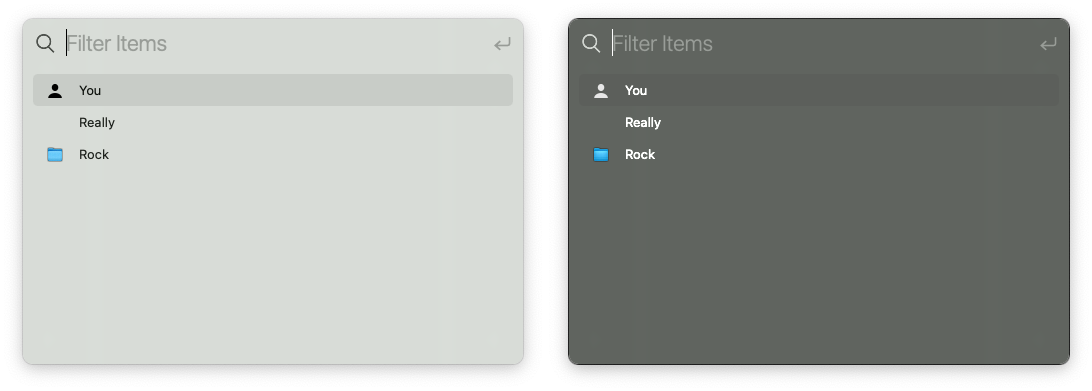 Filter Items
You
Really
Rock
Filter Items
You
Really
Rock